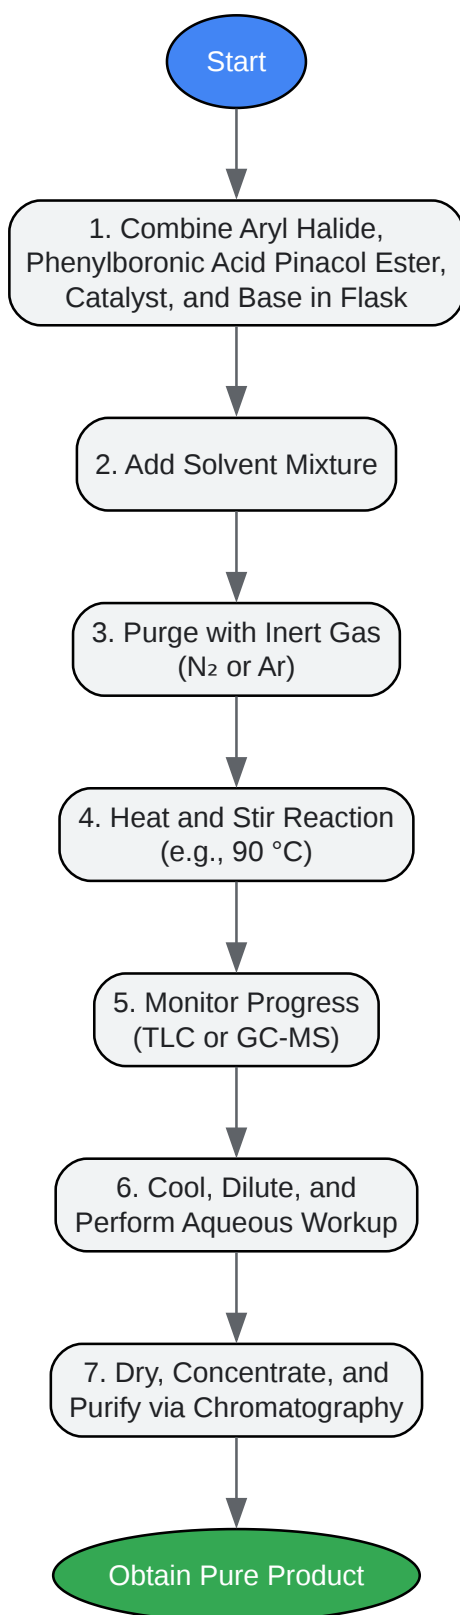 Start
1. Combine Aryl Halide,
Phenylboronic Acid Pinacol Ester,
Catalyst, and Base in Flask
2. Add Solvent Mixture
3. Purge with Inert Gas
(N₂ or Ar)
4. Heat and Stir Reaction
(e.g., 90 °C)
5. Monitor Progress
(TLC or GC-MS)
6. Cool, Dilute, and
Perform Aqueous Workup
7. Dry, Concentrate, and
Purify via Chromatography
Obtain Pure Product